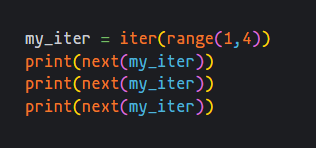 my_iter = iter(range(1,4))
print(next(my_iter))
print(next(my_iter))
print(next(my_iter))